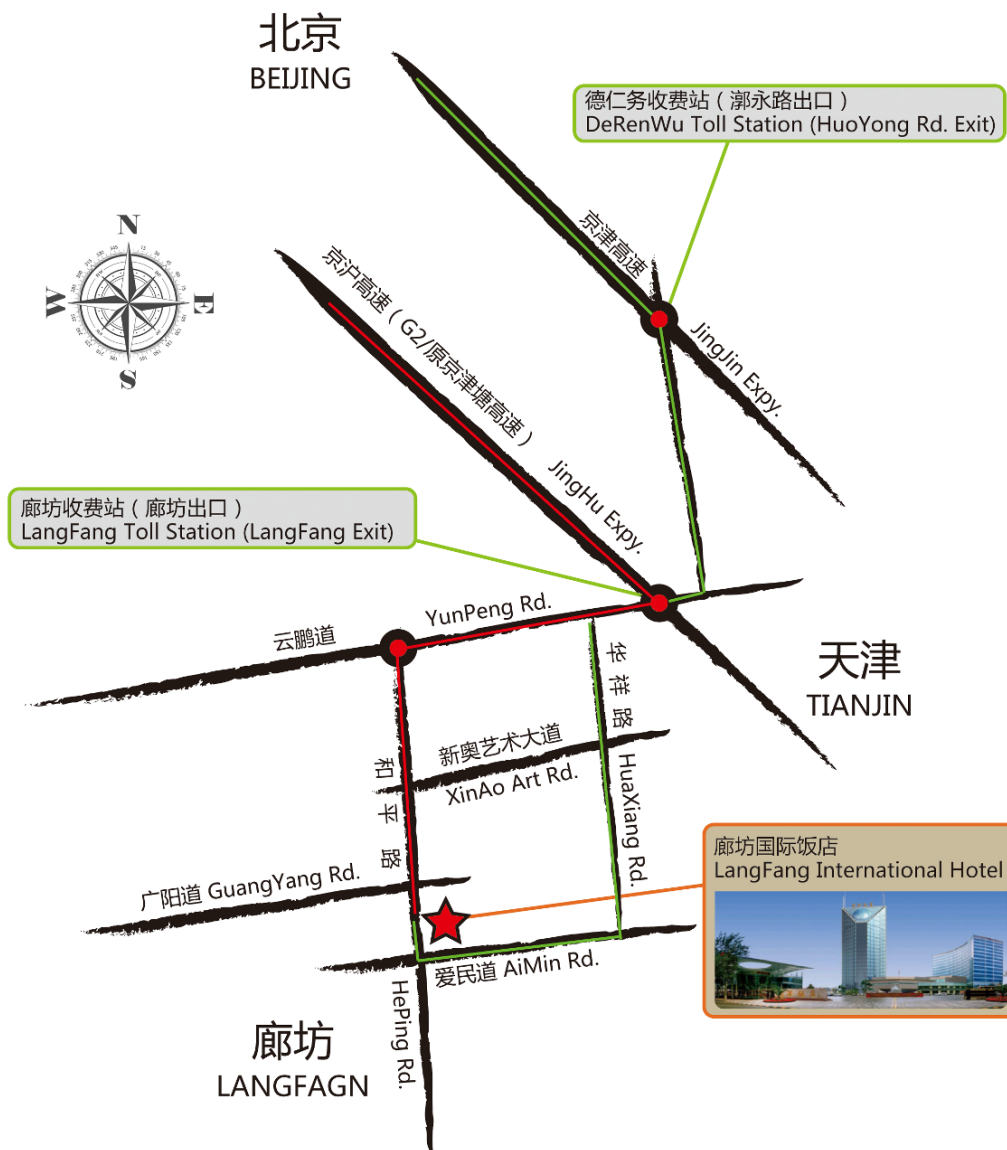 北京
BEIJING
德仁务收费站（漷永路出口）
DeRenWu Toll Station (HuoYong Rd. Exit)
京津高速
JingJin Expy.
N
W
E
S
京沪高速（G2/原京津塘高速）
JingHu Expy.
廊坊收费站（廊坊出口）
LangFang Toll Station (LangFang Exit)
YunPeng Rd.
云鹏道
天津
TIANJIN
华祥路
HuaXiang Rd.
新奥艺术大道
XinAo Art Rd.
和平路
广阳道 GuangYang Rd.
廊坊国际饭店
LangFang International Hotel
爱民道 AiMin Rd.
HePing Rd.
廊坊
LANGFAGN